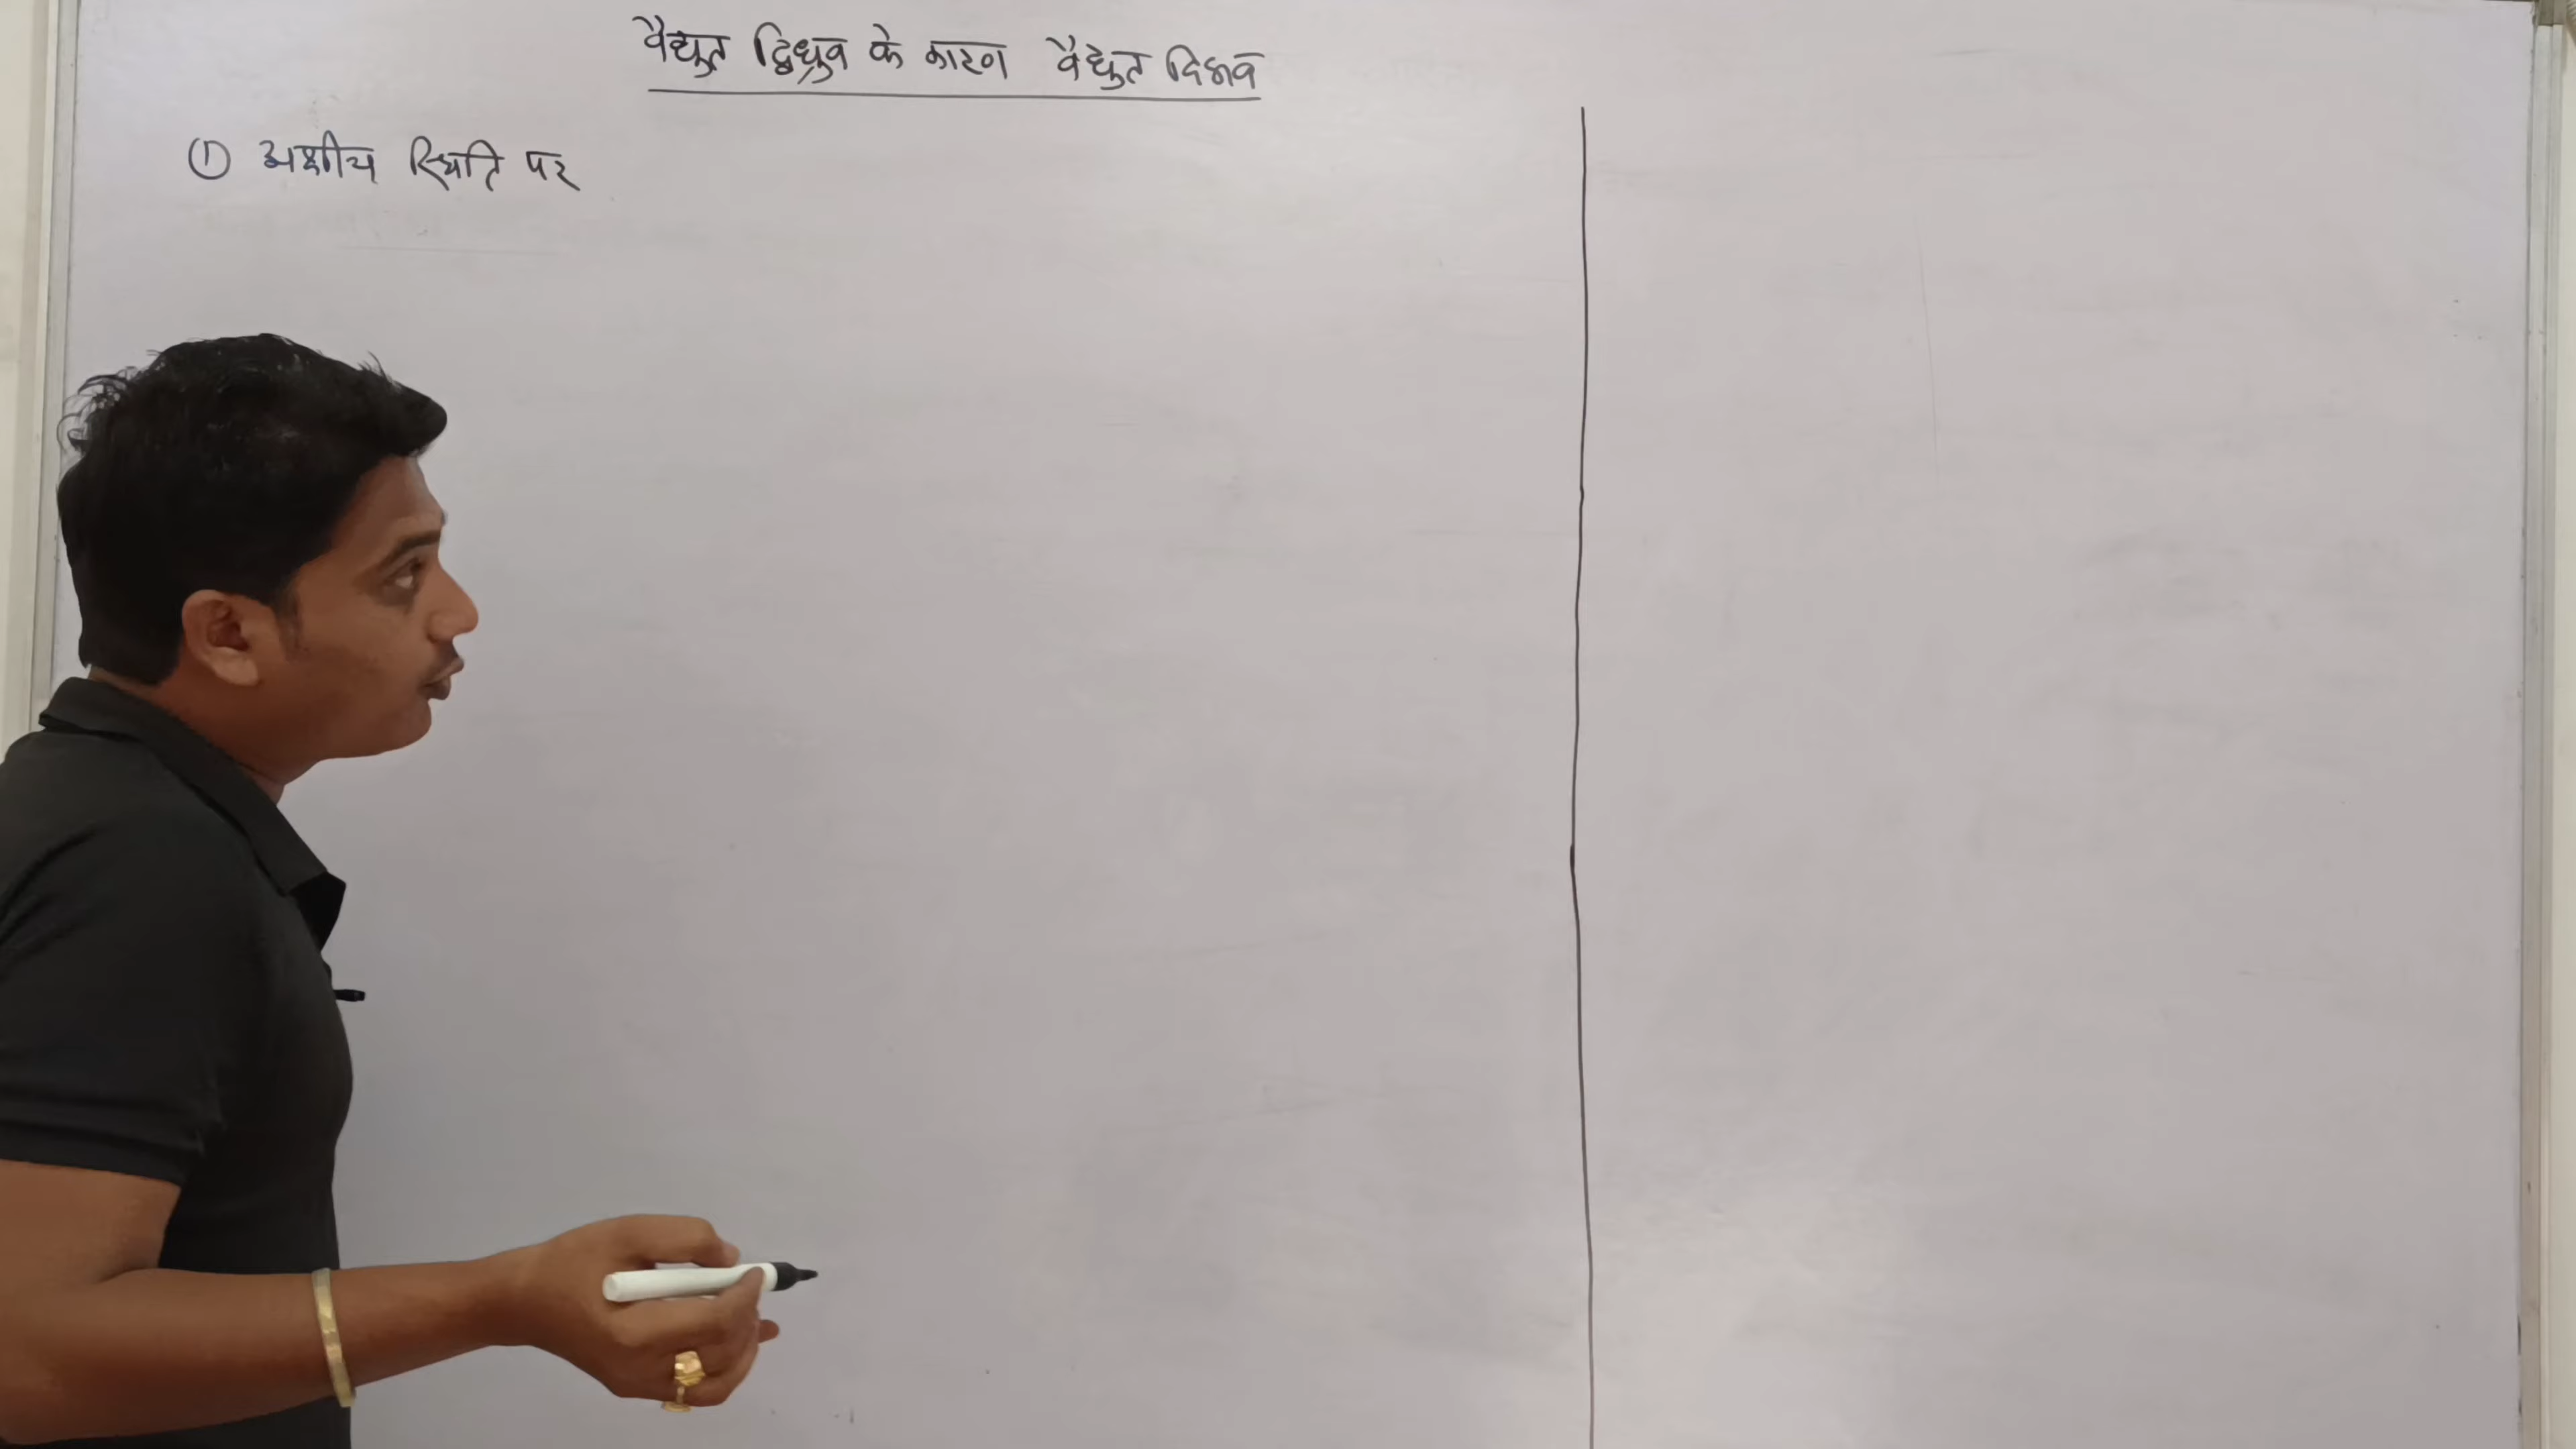 वैद्युत द्विध्रुव के कारण वैद्युत विभव
① अक्षीय स्थिति पर